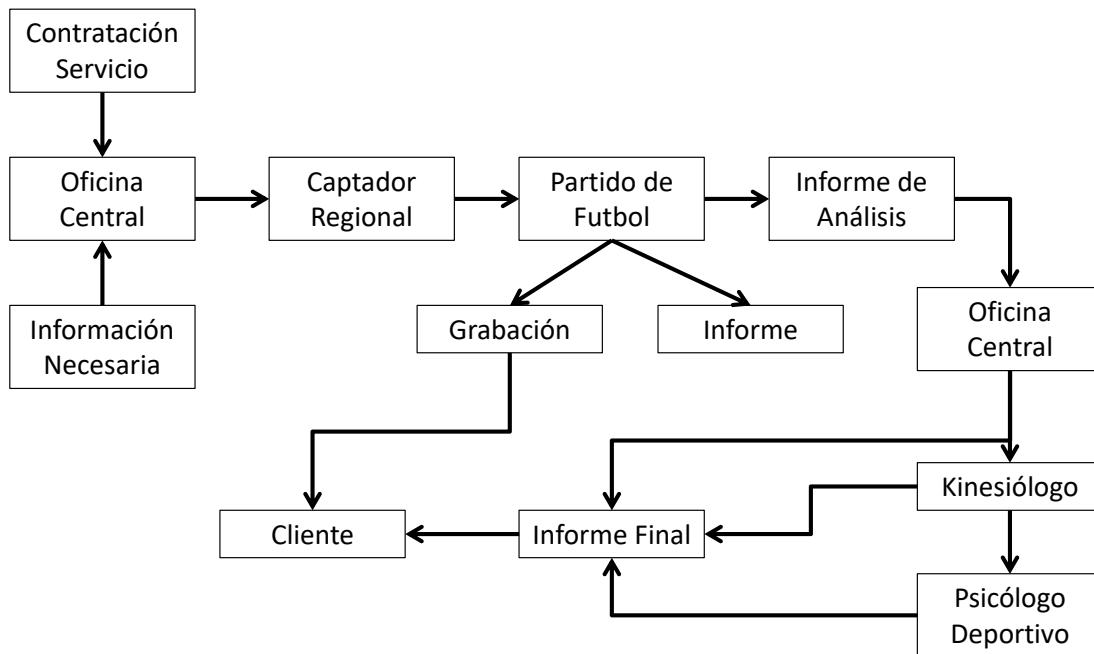 Contratación
Servicio
Oficina
Central
Captador
Regional
Partido de
Futbol
Informe de
Análisis
Información
Necesaria
Grabación
Informe
Oficina
Central
Cliente
Informe Final
Kinesiólogo
Psicólogo
Deportivo